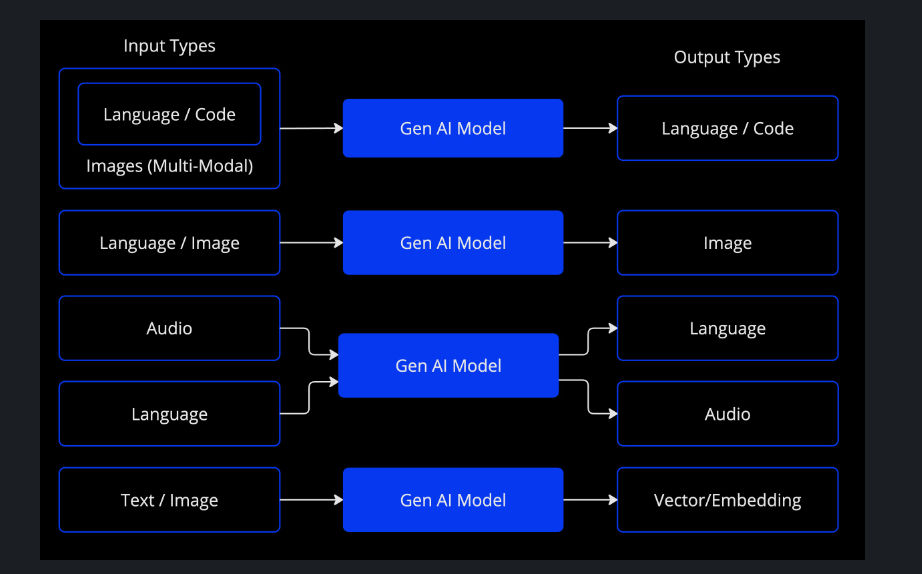 Input Types
Output Types
Language / Code
Images (Multi-Modal)
Gen AI Model
Language / Code
Language / Image
Gen AI Model
Image
Audio
Language
Gen AI Model
Language
Audio
Text / Image
Gen AI Model
Vector/Embedding